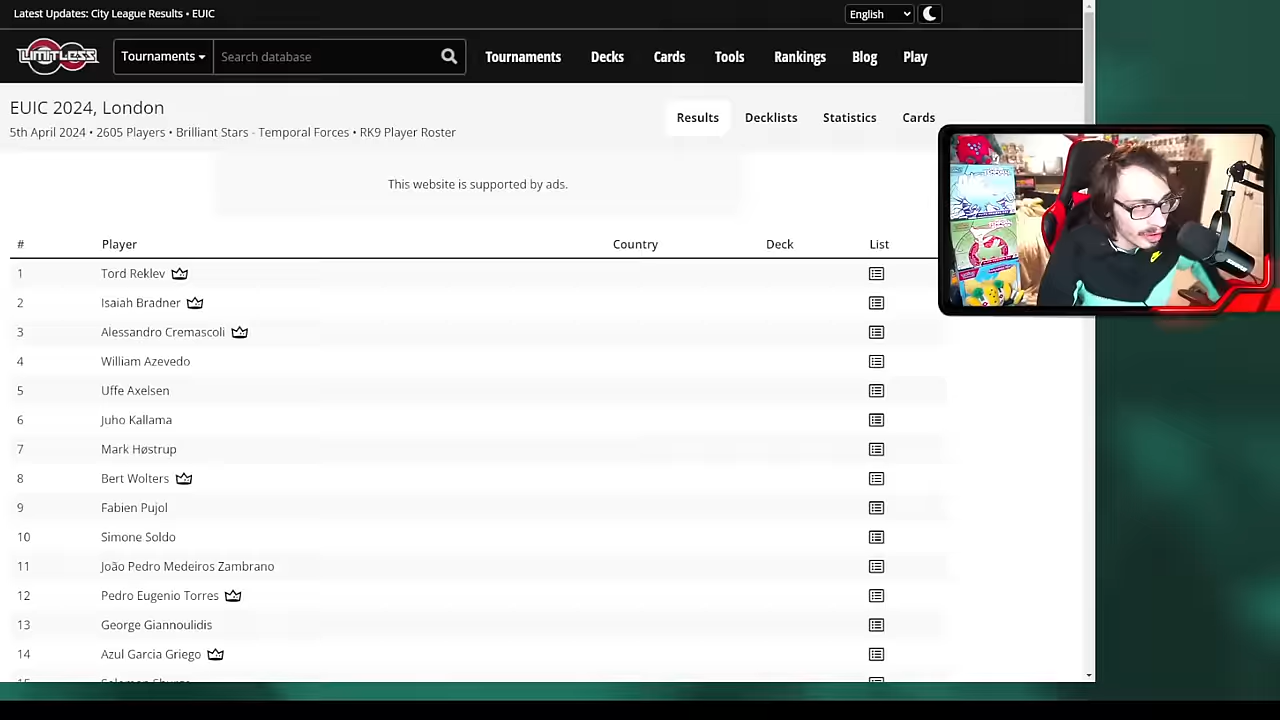 Latest Updates: City League Results • EUIC
English
LIMITLESS
Tournaments
Search database
Tournaments Decks Cards Tools Rankings Blog Play
EUIC 2024, London
5th April 2024 • 2605 Players • Brilliant Stars - Temporal Forces • RK9 Player Roster
Results Decklists Statistics Cards
This website is supported by ads.
# Player Country Deck List
1 Tord Reklev
2 Isaiah Bradner
3 Alessandro Cremascoli
4 William Azevedo
5 Uffe Axelsen
6 Juho Kallama
7 Mark Høstrup
8 Bert Wolters
9 Fabien Pujol
10 Simone Soldo
11 João Pedro Medeiros Zambrano
12 Pedro Eugenio Torres
13 George Giannoulidis
14 Azul Garcia Griego